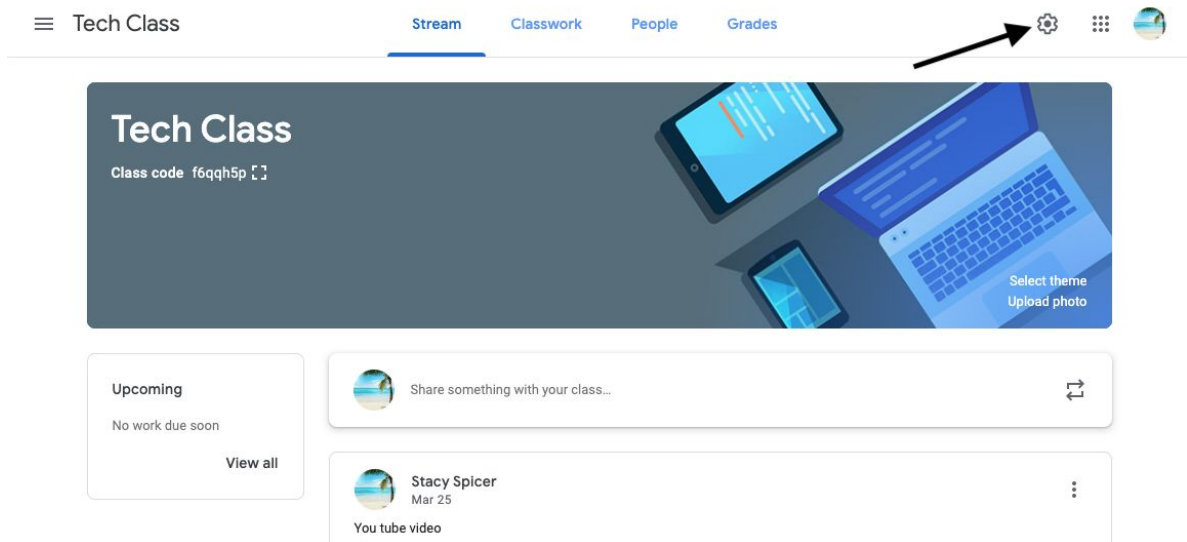 Tech Class
Stream Classwork People Grades
Tech Class
Class code f6qqh5p
Select theme
Upload photo
Upcoming
No work due soon
View all
Share something with your class...
Stacy Spicer
Mar 25
You tube video